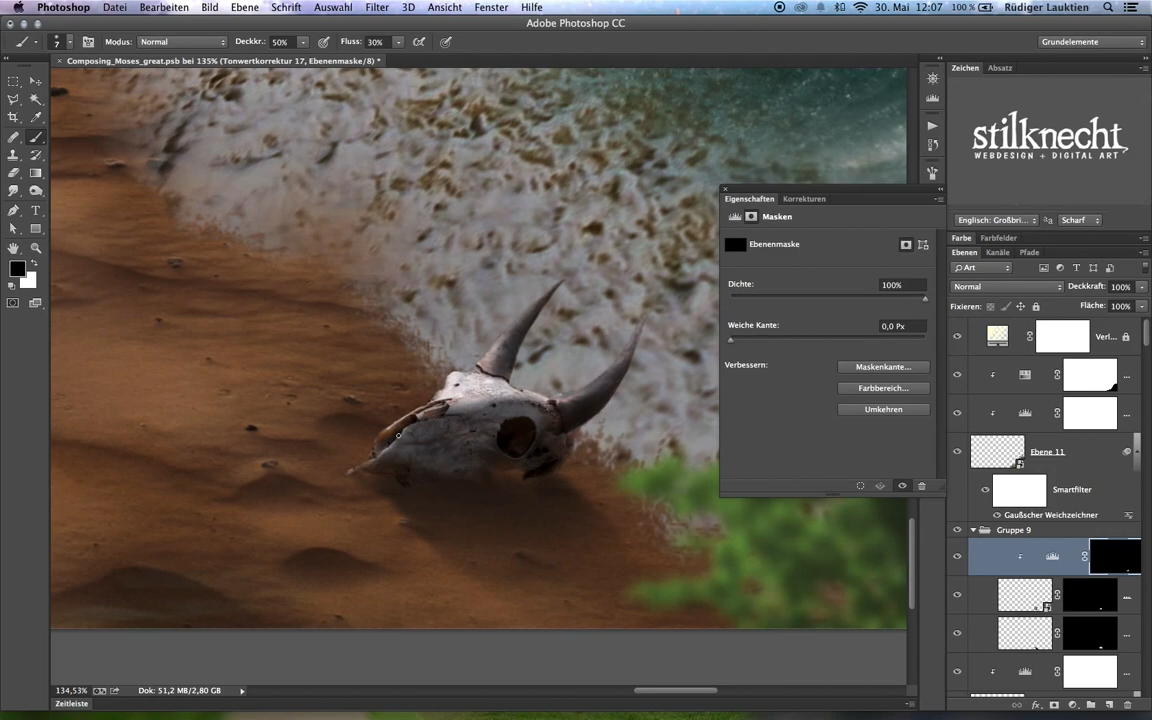 Photoshop Datei Bearbeiten Bild Ebene Schrift Auswahl Filter 3D Ansicht Fenster Hilfe 30. Mai 12:07 100 % Rüdiger Lauktien
Adobe Photoshop CC
7 Modus: Normal Deckkr.: 50% Fluss: 30% Grundelemente
× Composing_Moses_great.psb bei 135% (Tonwertkorrektur 17, Ebenenmaske/8) *
Zeichen Absatz
stilknecht
WEBDESIGN + DIGITAL ART
Eigenschaften Korrekturen
Masken
Englisch: Großbri... Scharf
Farbe Farbfelder
Ebenenmaske
Ebenen Kanäle Pfade
Art
Dichte: 100%
Normal Deckkraft: 100%
Fixieren: Fläche: 100%
Weiche Kante: 0,0 Px
Verl...
Verbessern: Maskenkante...
...
Farbbereich...
Umkehren
...
Ebene 11
Smartfilter
Gaußscher Weichzeichner
Gruppe 9
...
...
...
134,53% Dok: 51,2 MB/2,80 GB
Zeitleiste